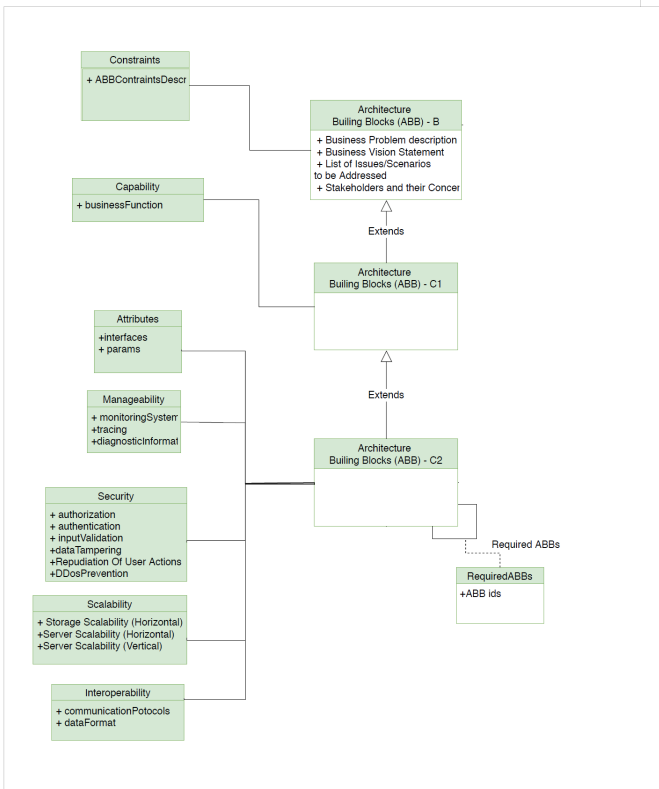 Constraints
+ ABBContraintsDescr
Architecture
Builing Blocks (ABB) - B
+ Business Problem description
+ Business Vision Statement
+ List of Issues/Scenarios
to be Addressed
+ Stakeholders and their Concer
Capability
+ businessFunction
Extends
Architecture
Builing Blocks (ABB) - C1
Attributes
+interfaces
+ params
Extends
Manageability
+ monitoringSystem
+tracing
+diagnosticInformat
Architecture
Builing Blocks (ABB) - C2
Security
+ authorization
+ authentication
+ inputValidation
+dataTampering
+Repudiation Of User Actions
+DDosPrevention
Required ABBs
RequiredABBs
+ABB ids
Scalability
+ Storage Scalability (Horizontal)
+Server Scalability (Horizontal)
+Server Scalability (Vertical)
Interoperability
+ communicationPotocols
+ dataFormat